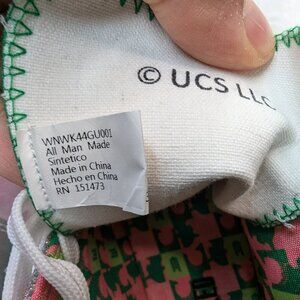 © UCS LLC
WNWK44GU001
All Man Made
Sintetico
Made in China
Hecho en China
RN 151473